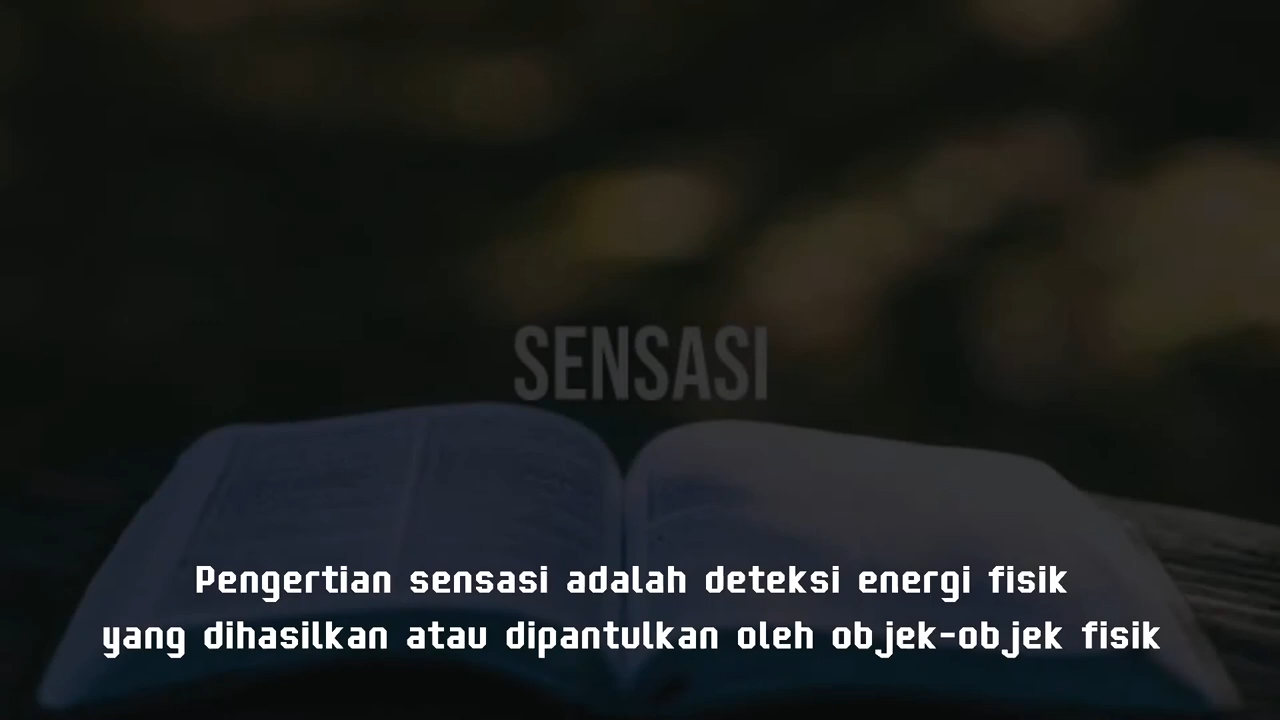 SENSASI
Pengertian sensasi adalah deteksi energi fisik
yang dihasilkan atau dipantulkan oleh objek-objek fisik